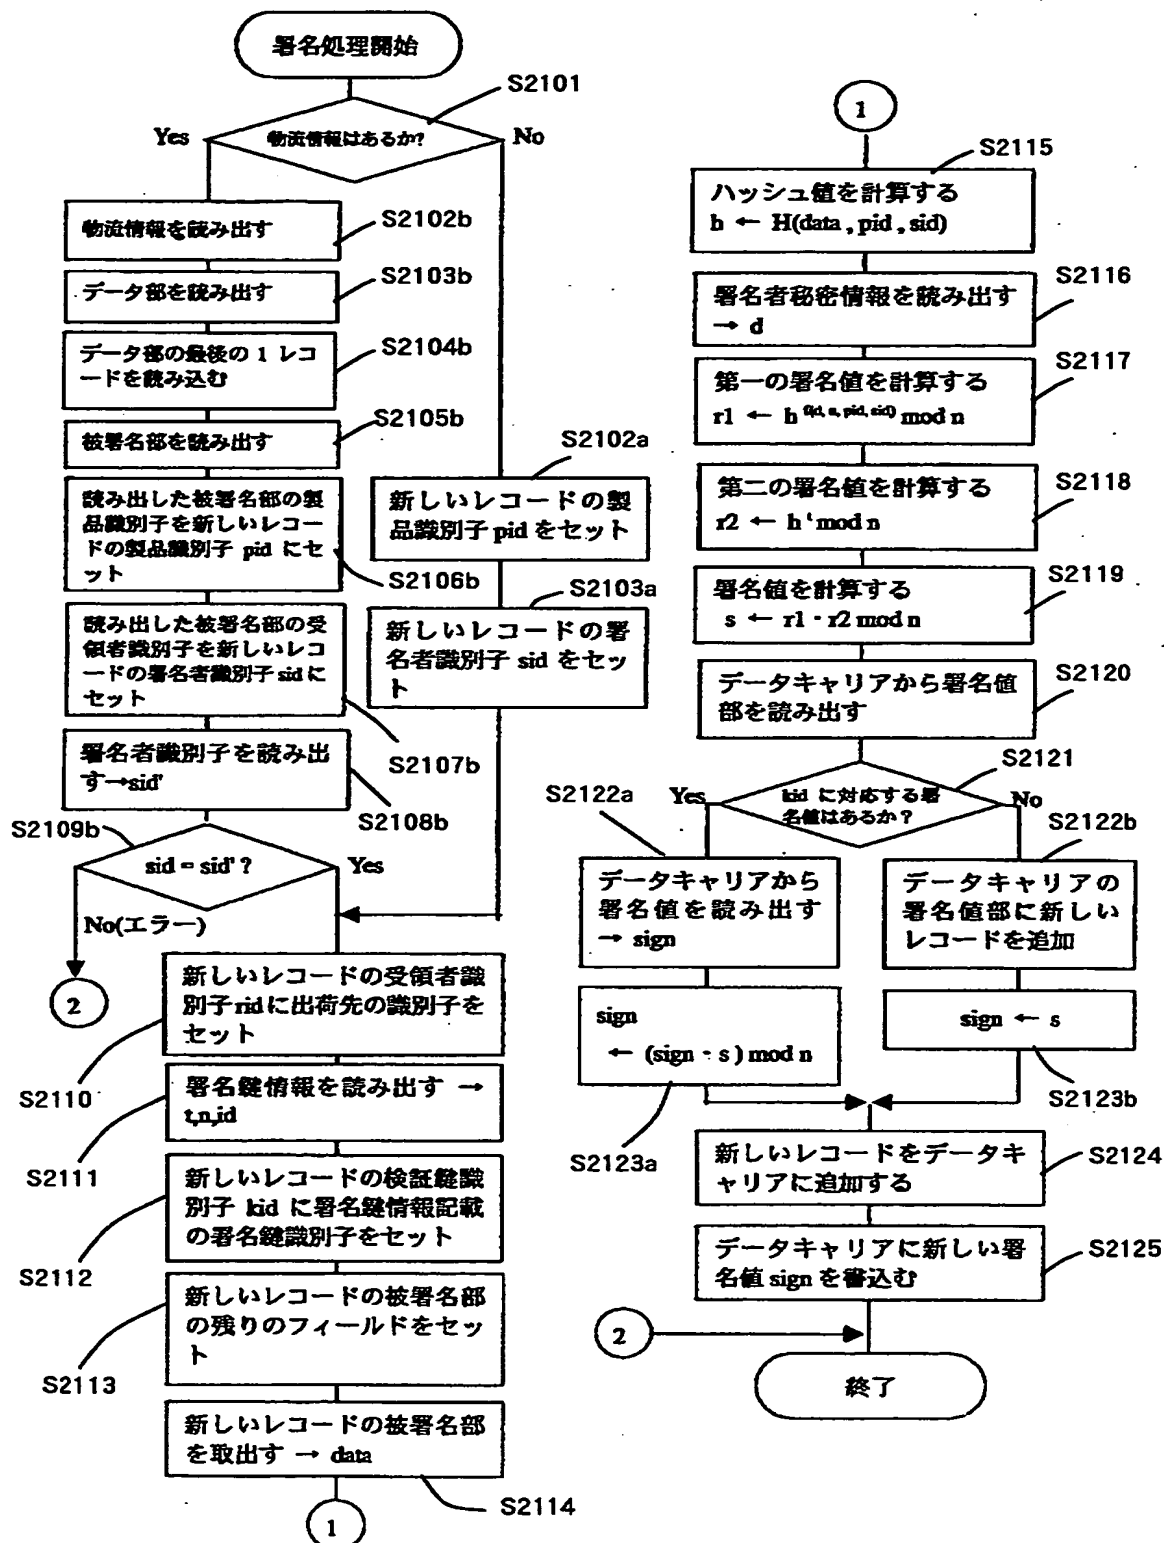 署名処理開始
S2101
Yes
物流情報はあるか?
No
物流情報を読み出す
S2102b
データ部を読み出す
S2103b
データ部の最後の 1 レコ
ードを読み込む
S2104b
被署名部を読み出す
S2105b
読み出した被署名部の製
品識別子を新しいレコー
ドの製品識別子 pid にセ
ット
S2106b
読み出した被署名部の受
領者識別子を新しいレコ
ードの署名者識別子 sid に
セット
S2107b
署名者識別子を読み出
す→sid'
S2108b
S2109b
sid = sid' ?
Yes
No(エラー)
2
S2102a
新しいレコードの製
品識別子 pid をセット
S2103a
新しいレコードの署
名者識別子 sid をセッ
ト
新しいレコードの受領者識
別子 rid に出荷先の識別子を
セット
S2110
署名鍵情報を読み出す →
t,n,id
S2111
新しいレコードの検証鍵識
別子 kid に署名鍵情報記載
の署名鍵識別子をセット
S2112
新しいレコードの被署名部
の残りのフィールドをセッ
ト
S2113
新しいレコードの被署名部
を取出す → data
S2114
1
1
S2115
ハッシュ値を計算する
h ← H(data , pid , sid)
S2116
署名者秘密情報を読み出す
→ d
S2117
第一の署名値を計算する
r1 ← h mod n
S2118
第二の署名値を計算する
r2 ← h t mod n
S2119
署名値を計算する
s ← r1 · r2 mod n
S2120
データキャリアから署名値
部を読み出す
S2121
kid に対応する署
名値はあるか?
Yes
No
S2122a
データキャリアから
署名値を読み出す
→ sign
S2122b
データキャリアの
署名値部に新しい
レコードを追加
sign
← (sign · s ) mod n
S2123a
sign ← s
S2123b
新しいレコードをデータキ
ャリアに追加する
S2124
データキャリアに新しい署
名値 sign を書込む
S2125
2
終了